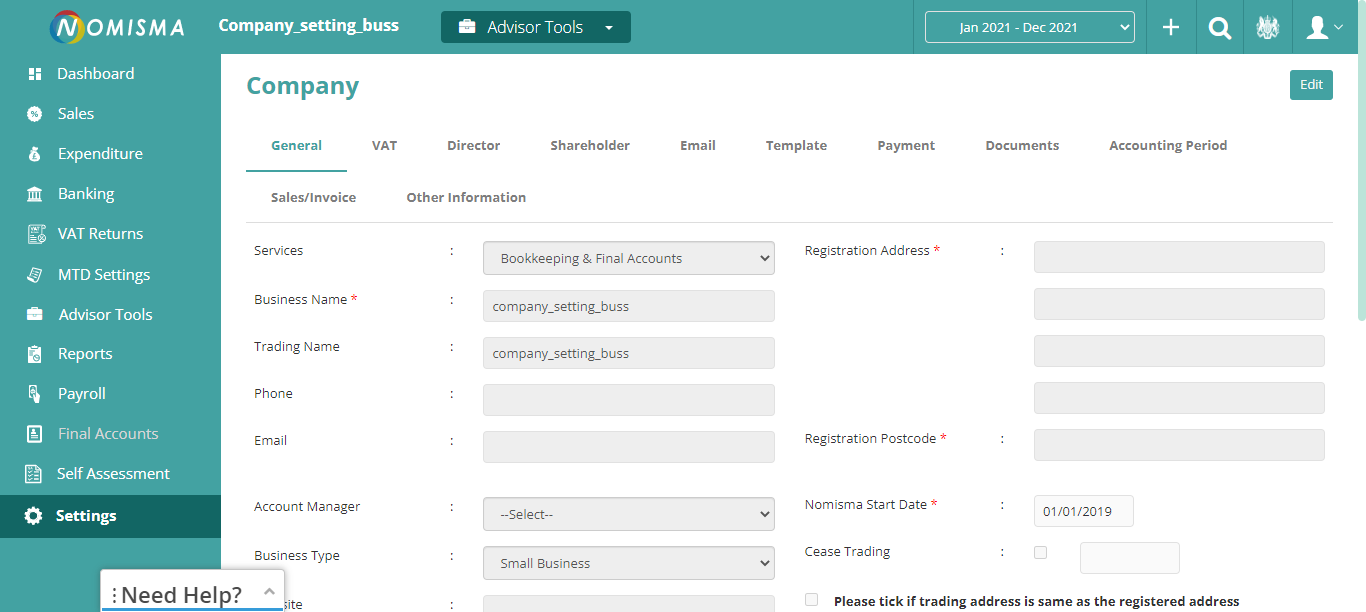 NOMISMA
Company_setting_buss
Advisor Tools
Jan 2021 - Dec 2021
Dashboard
Sales
Expenditure
Banking
VAT Returns
MTD Settings
Advisor Tools
Reports
Payroll
Final Accounts
Self Assessment
Settings
Need Help?
Company
Edit
General VAT Director Shareholder Email Template Payment Documents Accounting Period
Sales/Invoice Other Information
Services : Bookkeeping & Final Accounts
Business Name * : company_setting_buss
Trading Name : company_setting_buss
Phone :
Email :
Account Manager : --Select--
Business Type : Small Business
site :
Registration Address * :
Registration Postcode * :
Nomisma Start Date * : 01/01/2019
Cease Trading :
Please tick if trading address is same as the registered address